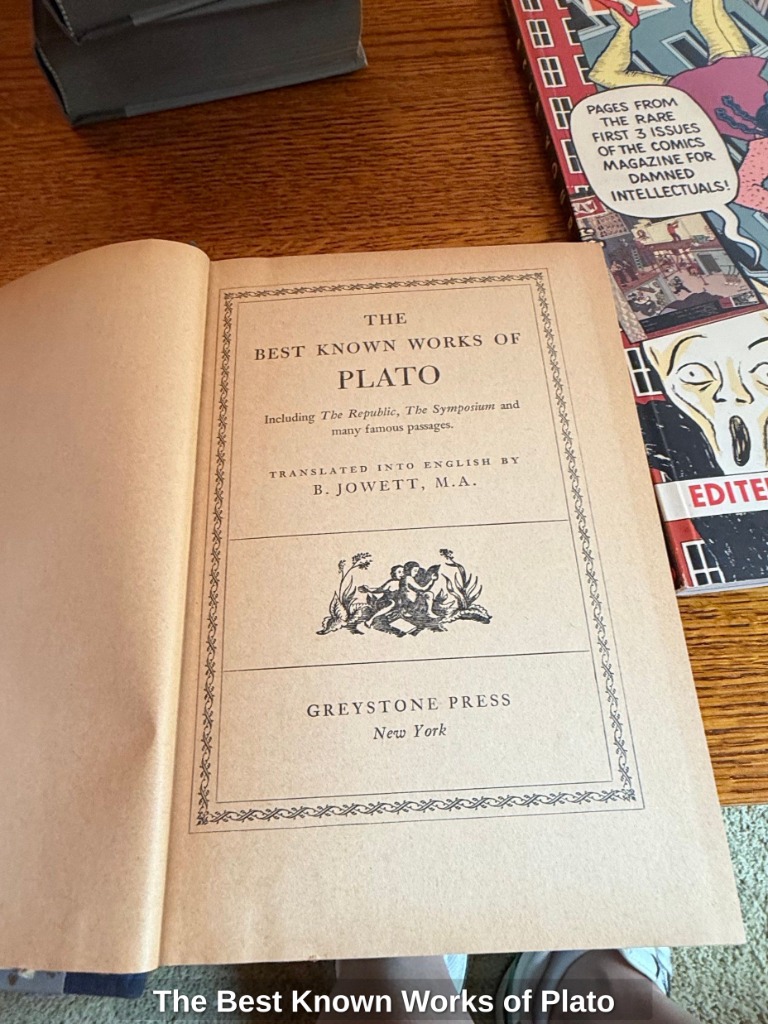 THE
BEST KNOWN WORKS OF
PLATO
Including The Republic, The Symposium and
many famous passages.
TRANSLATED INTO ENGLISH BY
B. JOWETT, M.A.
GREYSTONE PRESS
New York
PAGES FROM
THE RARE
FIRST 3 ISSUES
OF THE COMICS
MAGAZINE FOR
DAMNED
INTELLECTUALS!
The Best Known Works of Plato